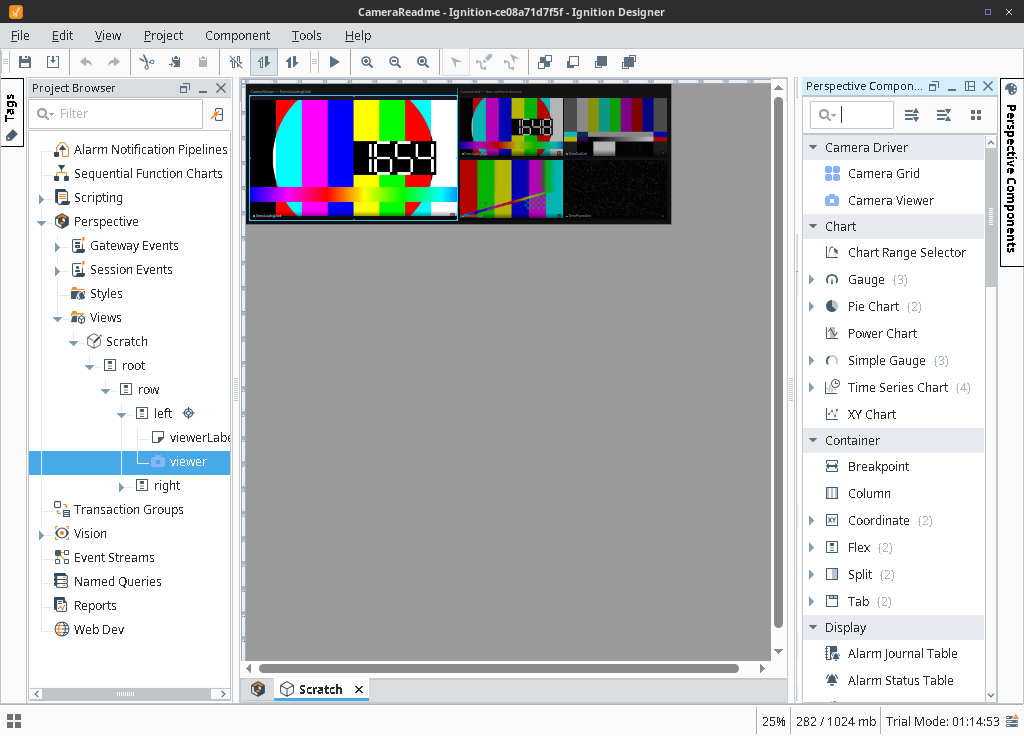 CameraReadme - Ignition-ce08a71d7f5f - Ignition Designer
File Edit View Project Component Tools Help
Tags
Project Browser
Filter
Alarm Notification Pipelines
Sequential Function Charts
Scripting
Perspective
Gateway Events
Session Events
Styles
Views
Scratch
root
row
left
viewerLabe
viewer
right
Transaction Groups
Vision
Event Streams
Named Queries
Reports
Web Dev
1654
1648
Scratch
Perspective Compon...
Camera Driver
Camera Grid
Camera Viewer
Chart
Chart Range Selector
Gauge (3)
Pie Chart (2)
Power Chart
Simple Gauge (3)
Time Series Chart (4)
XY Chart
Container
Breakpoint
Column
XY Coordinate (2)
Flex (2)
Split (2)
Tab (2)
Display
Alarm Journal Table
Alarm Status Table
Perspective Components
25% 282 / 1024 mb Trial Mode: 01:14:53